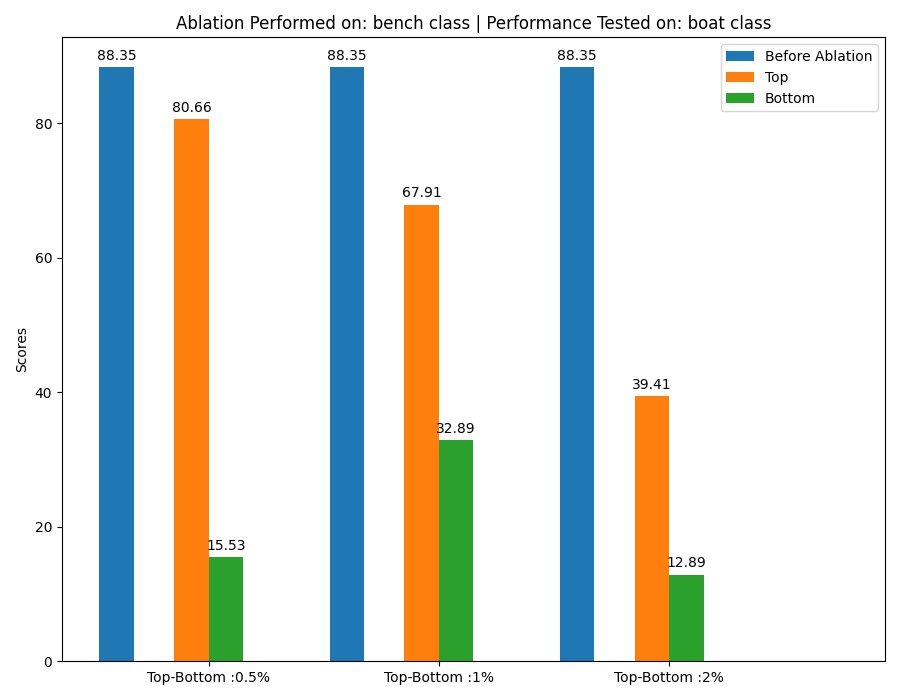 Ablation Performed on: bench class | Performance Tested on: boat class
88.35
88.35
88.35
Before Ablation
Top
Bottom
80.66
67.91
39.41
32.89
15.53
12.89
80
60
40
20
0
Scores
Top-Bottom :0.5%
Top-Bottom :1%
Top-Bottom :2%